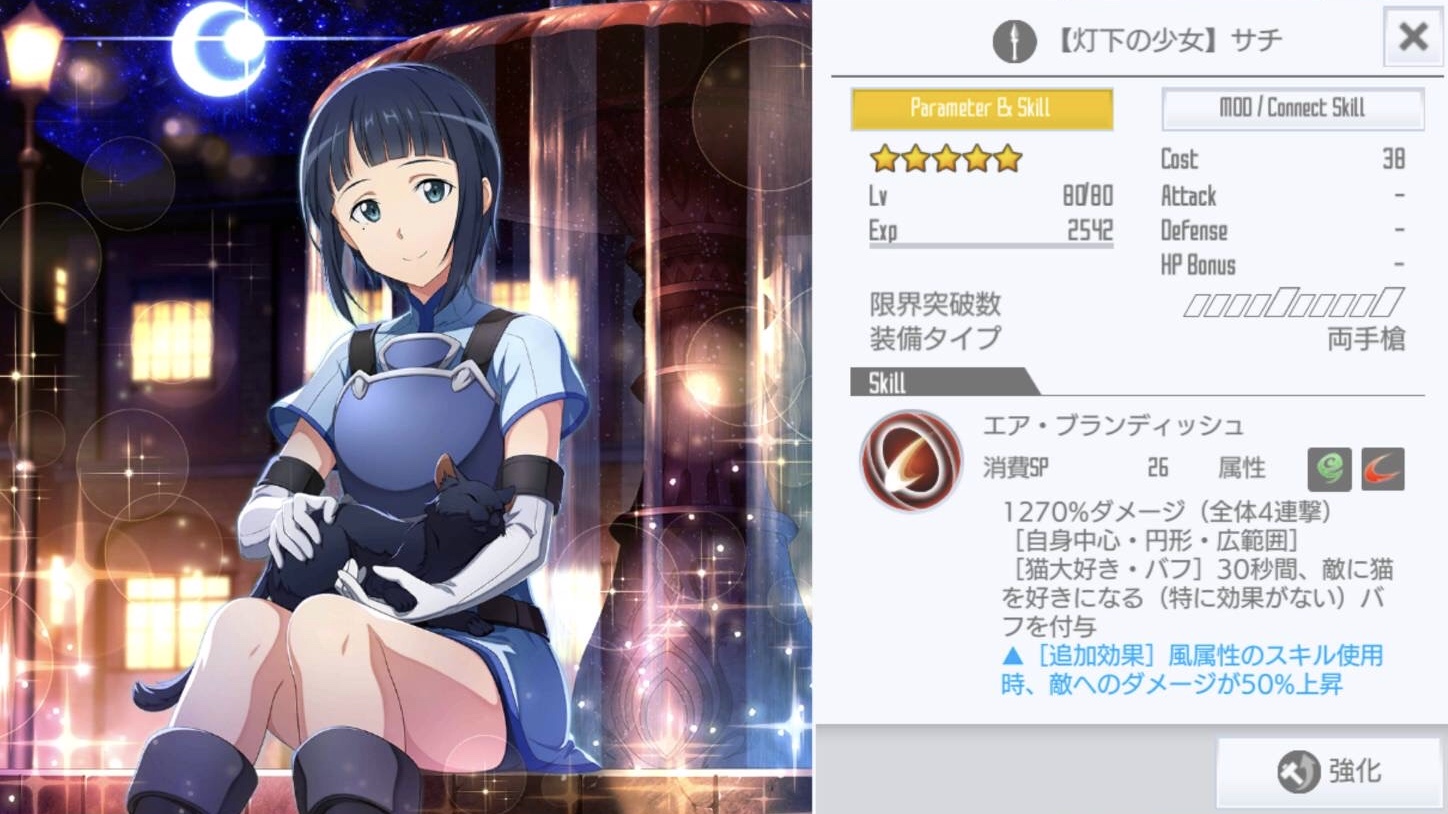 【灯下の少女】サチ
Parameter & Skill
MOD / Connect Skill
Lv 80/80
Exp 2542
Cost 38
Attack -
Defense -
HP Bonus -
限界突破数
装備タイプ 両手槍
Skill
エア・ブランディッシュ
消費SP 26 属性
1270%ダメージ（全体4連撃）
［自身中心・円形・広範囲］
［猫大好き・バフ］30秒間、敵に猫
を好きになる（特に効果がない）バ
フを付与
▲［追加効果］風属性のスキル使用
時、敵へのダメージが50%上昇
強化